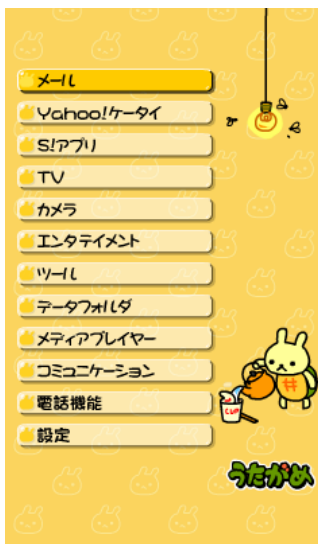 メール
Yahoo!ケータイ
S!アプリ
TV
カメラ
エンタテイメント
ツール
データフォルダ
メディアプレイヤー
コミュニケーション
電話機能
設定
CUP
うたがめ